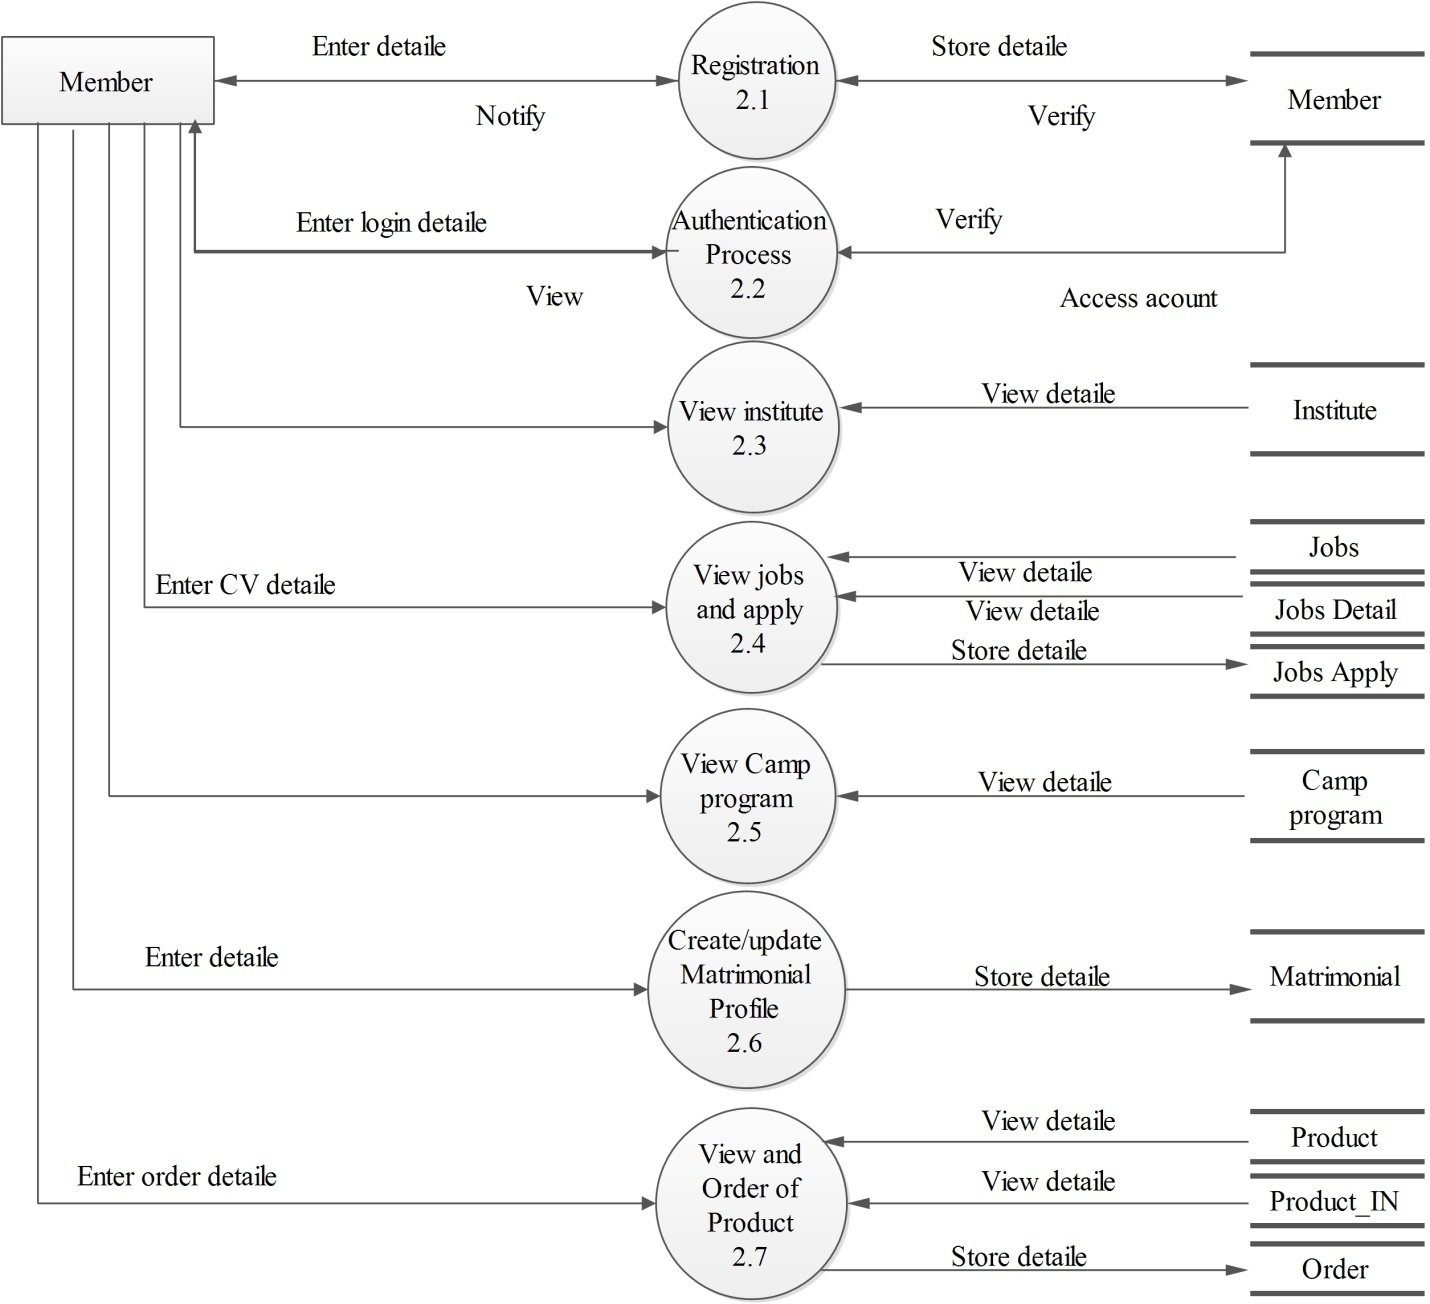 Member
Enter detaile
Notify
Registration
2.1
Store detaile
Verify
Member
Enter login detaile
View
Authentication
Process
2.2
Verify
Access acount
View institute
2.3
View detaile
Institute
Enter CV detaile
View jobs
and apply
2.4
View detaile
Jobs
View detaile
Jobs Detail
Store detaile
Jobs Apply
View Camp
program
2.5
View detaile
Camp
program
Enter detaile
Create/update
Matrimonial
Profile
2.6
Store detaile
Matrimonial
Enter order detaile
View and
Order of
Product
2.7
View detaile
Product
View detaile
Product_IN
Store detaile
Order